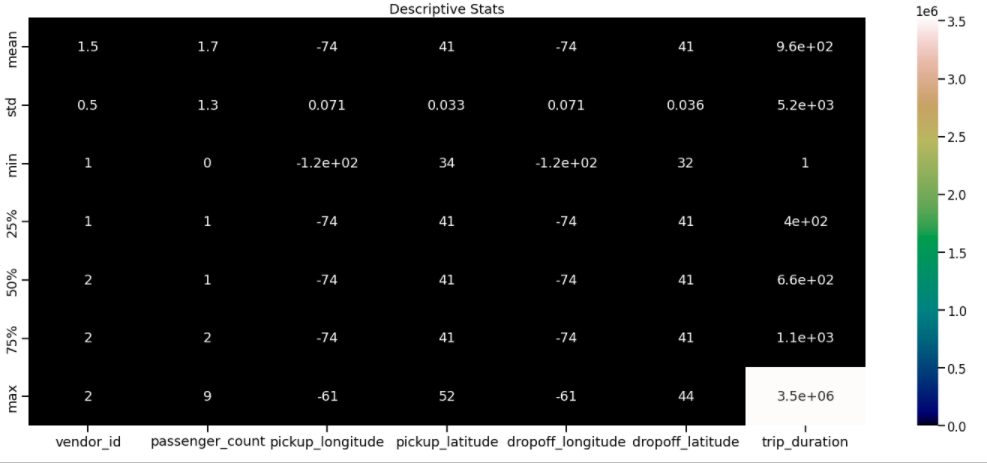 Descriptive Stats
1e6
mean 1.5 1.7 -74 41 -74 41 9.6e+02
std 0.5 1.3 0.071 0.033 0.071 0.036 5.2e+03
min 1 0 -1.2e+02 34 -1.2e+02 32 1
25% 1 1 -74 41 -74 41 4e+02
50% 2 1 -74 41 -74 41 6.6e+02
75% 2 2 -74 41 -74 41 1.1e+03
max 2 9 -61 52 -61 44 3.5e+06
vendor_id passenger_count pickup_longitude pickup_latitude dropoff_longitude dropoff_latitude trip_duration
3.5
3.0
2.5
2.0
1.5
1.0
0.5
0.0